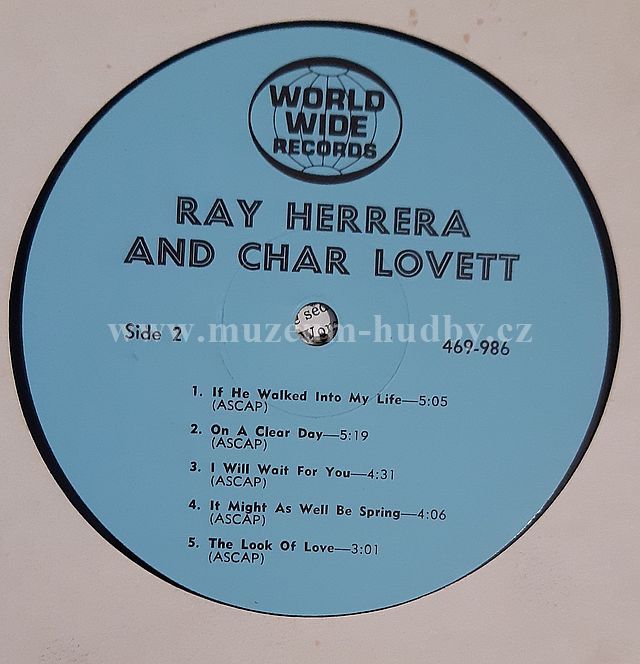 WORLD
WIDE
RECORDS
RAY HERRERA
AND CHAR LOVETT
www.muzeum-hudby.cz
Side 2
469-986
1. If He Walked Into My Life—5:05
(ASCAP)
2. On A Clear Day—5:19
(ASCAP)
3. I Will Wait For You—4:31
(ASCAP)
4. It Might As Well Be Spring—4:06
(ASCAP)
5. The Look Of Love—3:01
(ASCAP)